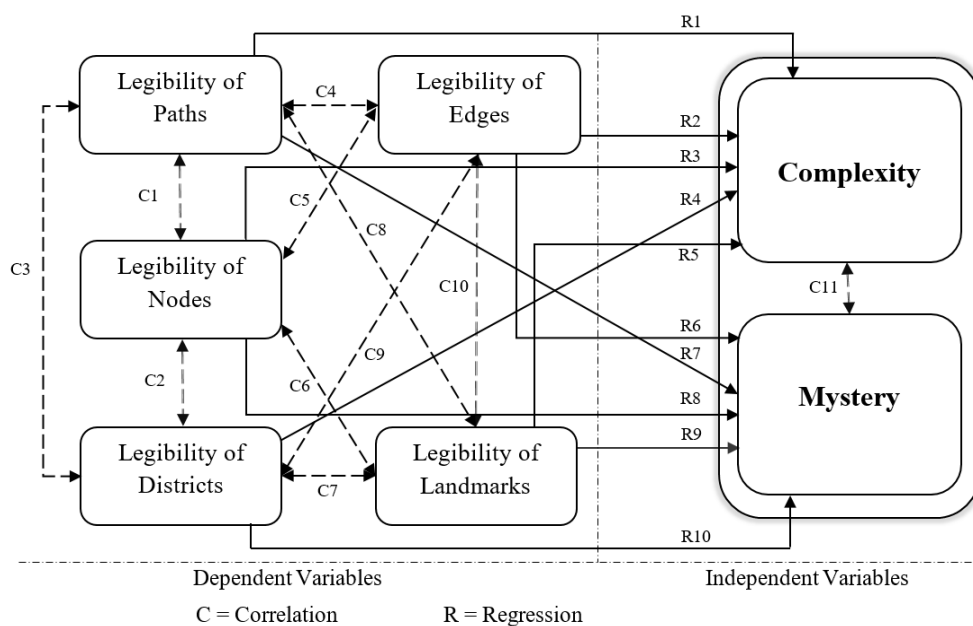 R1
Legibility of
Paths
C4
Legibility of
Edges
R2
R3
Complexity
C1
C5
C8
R4
R5
C3
Legibility of
Nodes
C10
C11
C2
C6
C9
R6
R7
R8
Mystery
R9
Legibility of
Districts
C7
Legibility of
Landmarks
R10
Dependent Variables
Independent Variables
C = Correlation
R = Regression